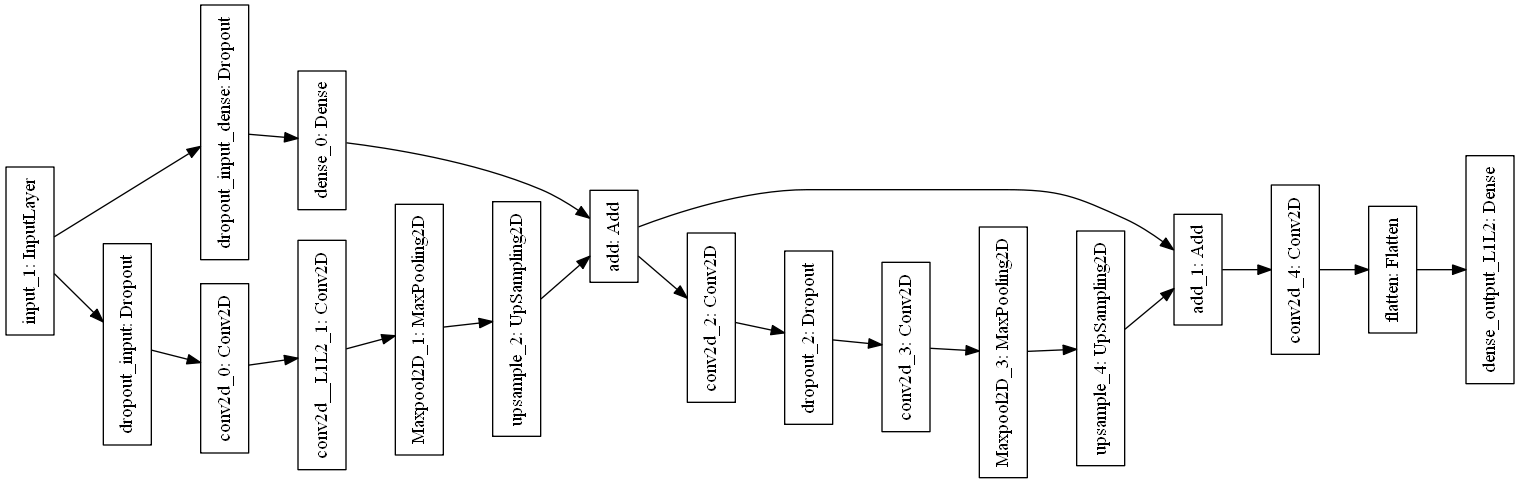 input_1: InputLayer
dropout_input_dense: Dropout
dropout_input: Dropout
dense_0: Dense
conv2d_0: Conv2D
conv2d__L1L2_1: Conv2D
Maxpool2D_1: MaxPooling2D
upsample_2: UpSampling2D
add: Add
conv2d_2: Conv2D
dropout_2: Dropout
conv2d_3: Conv2D
Maxpool2D_3: MaxPooling2D
upsample_4: UpSampling2D
add_1: Add
conv2d_4: Conv2D
flatten: Flatten
dense_output_L1L2: Dense